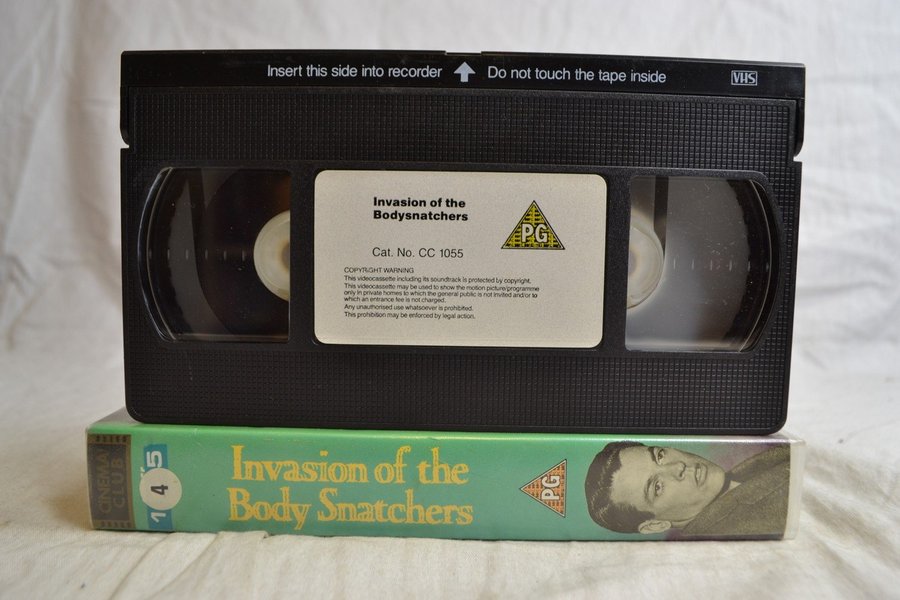 Insert this side into recorder Do not touch the tape inside VHS
Invasion of the
Bodysnatchers
PG
Cat. No. CC 1055
COPYRIGHT WARNING
This videocassette including its soundtrack is protected by copyright.
This videocassette may be used to show the motion picture/programme
only in private homes to which the general public is not invited and/or to
which an entrance fee is not charged.
Any unauthorised use whatsoever is prohibited.
This prohibition may be enforced by legal action.
CINEMA
CLUB
4
15
Invasion of the
Body Snatchers
PG